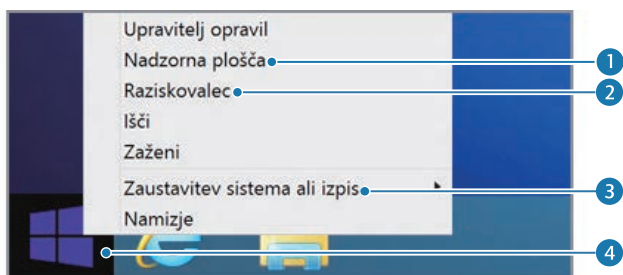 Upravitelj opravil
Nadzorna plošča
1
Raziskovalec
2
Išči
Zaženi
Zaustavitev sistema ali izpis
3
Namizje
4